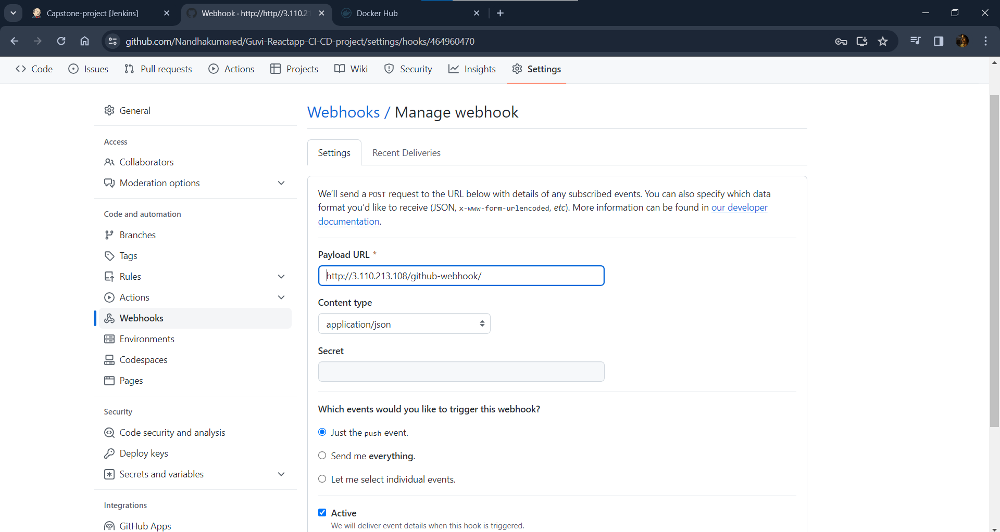 Capstone-project [Jenkins]
Webhook · http://http//3.110.21
Docker Hub
github.com/Nandhakumared/Guvi-Reactapp-CI-CD-project/settings/hooks/464960470
Code
Issues
Pull requests
Actions
Projects
Wiki
Security
Insights
Settings
General
Access
Collaborators
Moderation options
Code and automation
Branches
Tags
Rules
Actions
Webhooks
Environments
Codespaces
Pages
Security
Code security and analysis
Deploy keys
Secrets and variables
Integrations
GitHub Apps
Webhooks / Manage webhook
Settings
Recent Deliveries
We’ll send a POST request to the URL below with details of any subscribed events. You can also specify which data
format you’d like to receive (JSON, x-www-form-urlencoded, etc). More information can be found in our developer
documentation.
Payload URL *
http://3.110.213.108/github-webhook/
Content type
application/json
Secret
Which events would you like to trigger this webhook?
Just the push event.
Send me everything.
Let me select individual events.
Active
We will deliver event details when this hook is triggered.